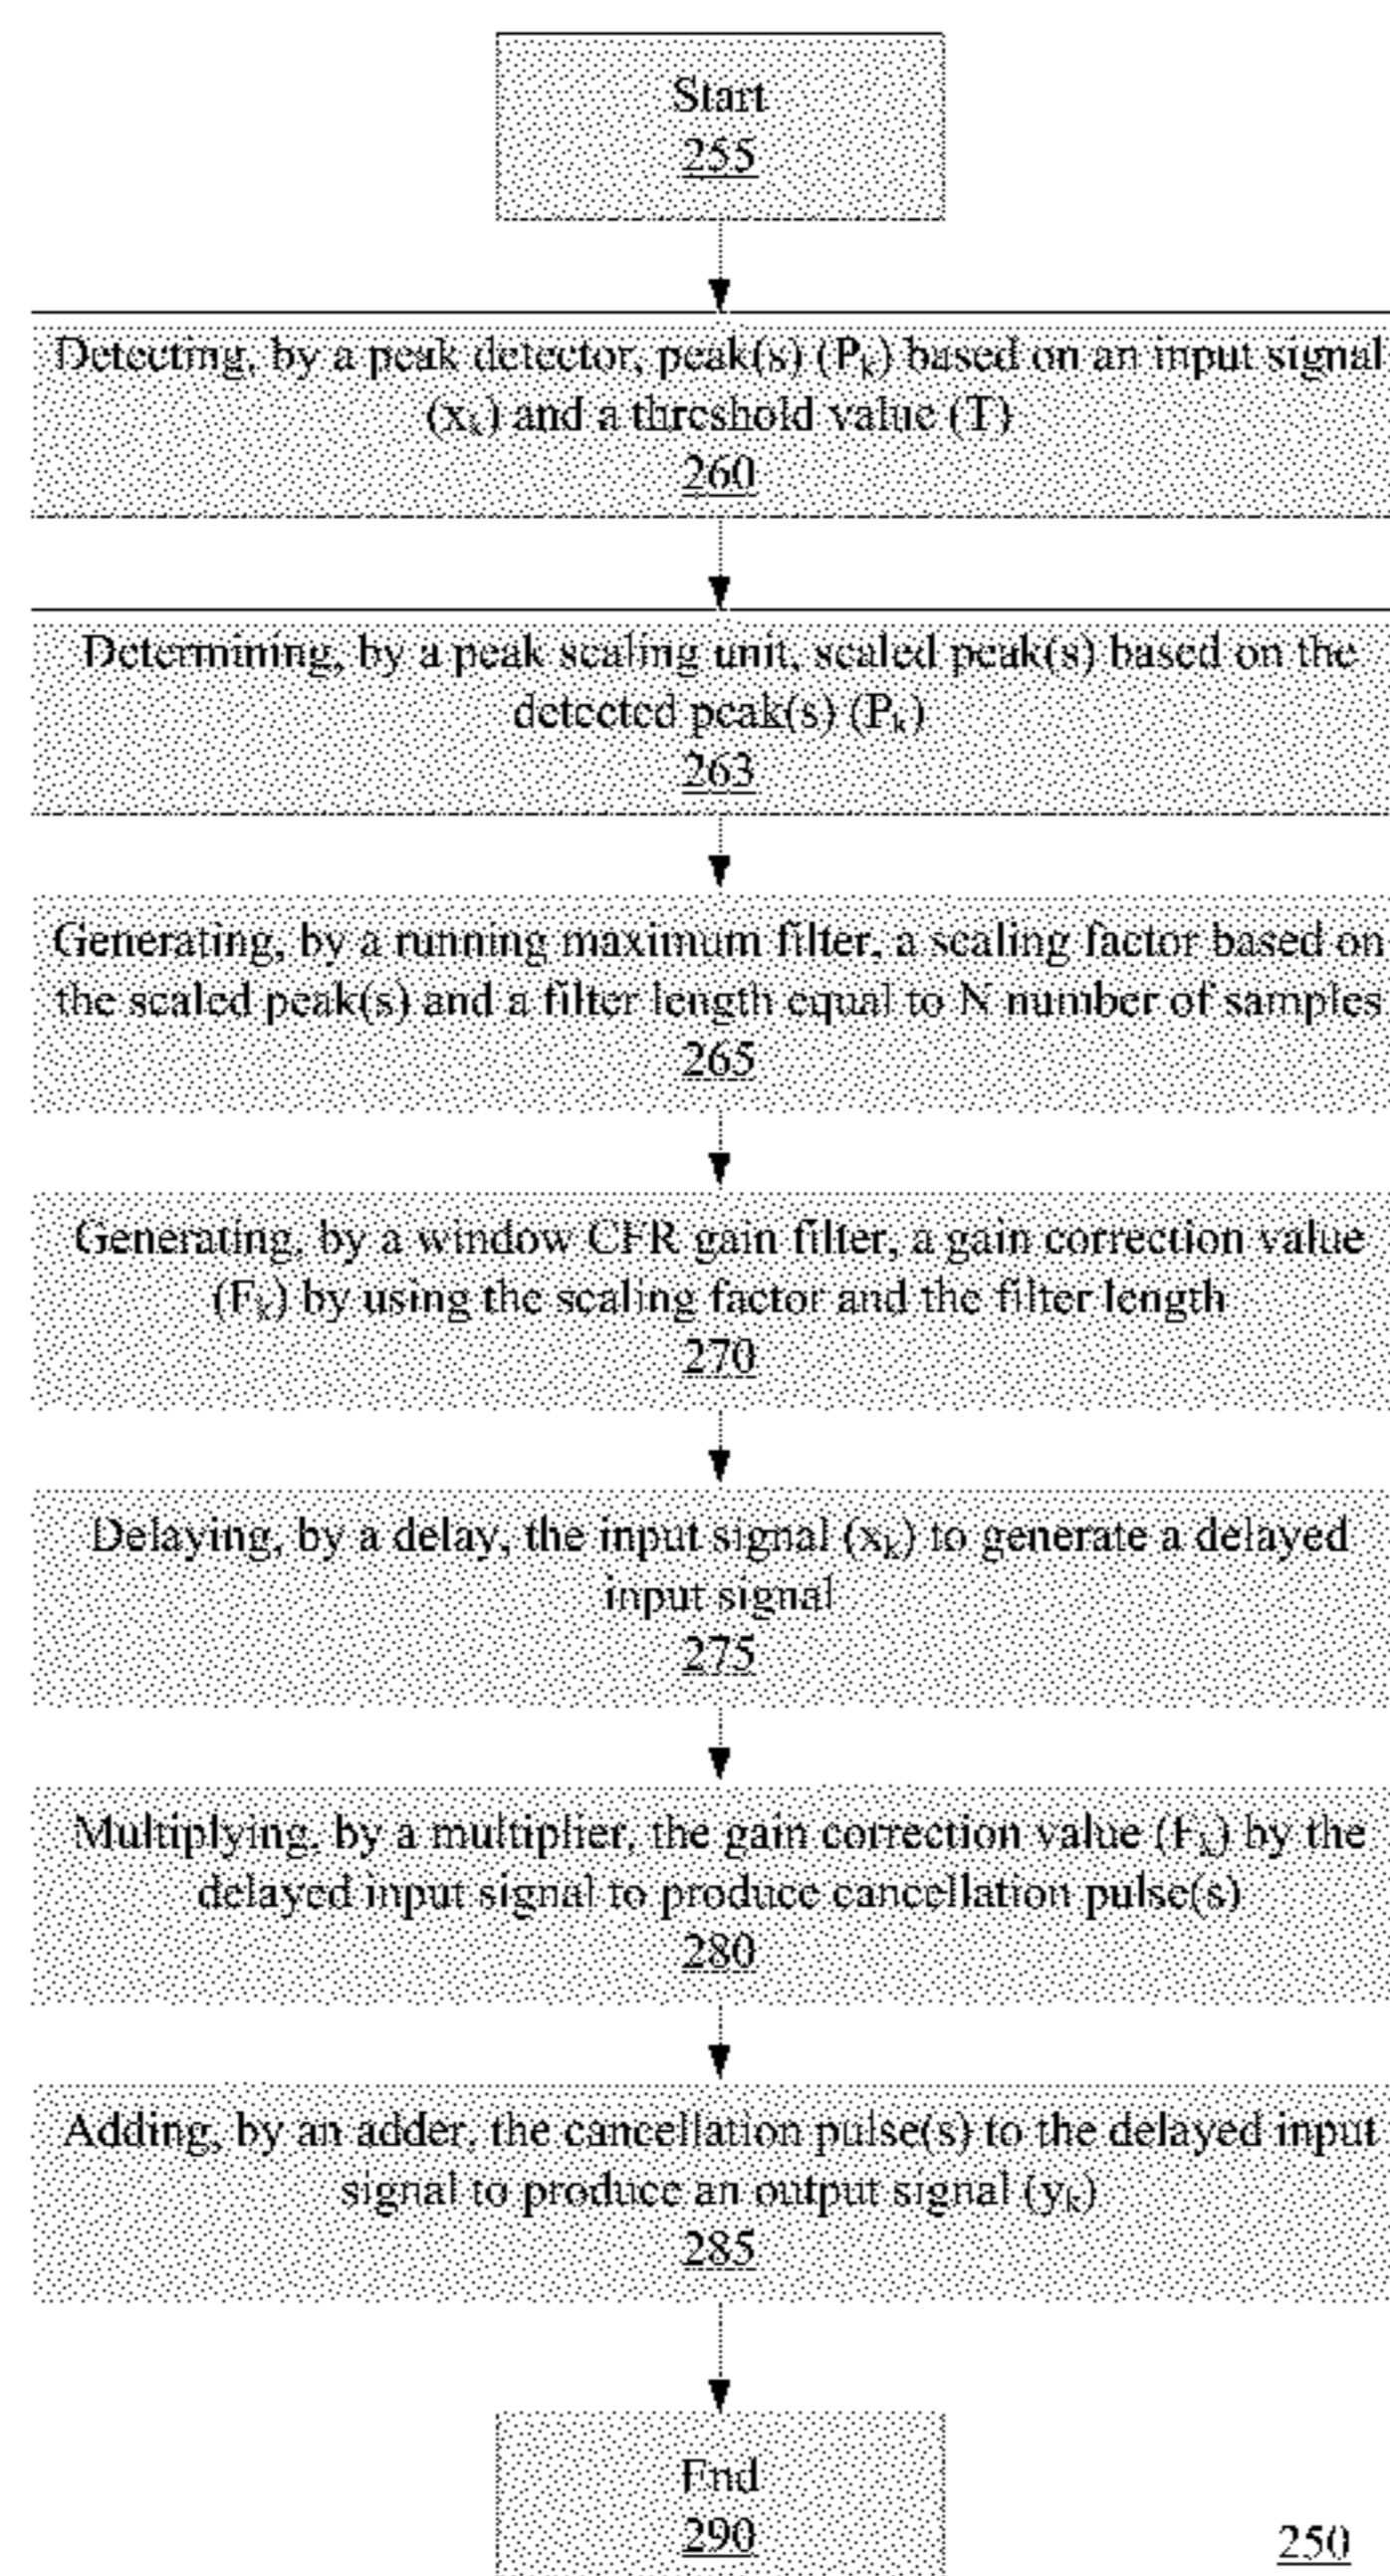 Start
255
Detecting, by a peak detector, peak(s) (Pk) based on an input signal
(xk) and a threshold value (T)
260
Determining, by a peak scaling unit, scaled peak(s) based on the
detected peak(s) (Pk)
263
Generating, by a running maximum filter, a scaling factor based on
the scaled peak(s) and a filter length equal to N number of samples
265
Generating, by a window CFR gain filter, a gain correction value
(Fk) by using the scaling factor and the filter length
270
Delaying, by a delay, the input signal (xk) to generate a delayed
input signal
275
Multiplying, by a multiplier, the gain correction value (Fk) by the
delayed input signal to produce cancellation pulse(s)
280
Adding, by an adder, the cancellation pulse(s) to the delayed input
signal to produce an output signal (yk)
285
End
290
250